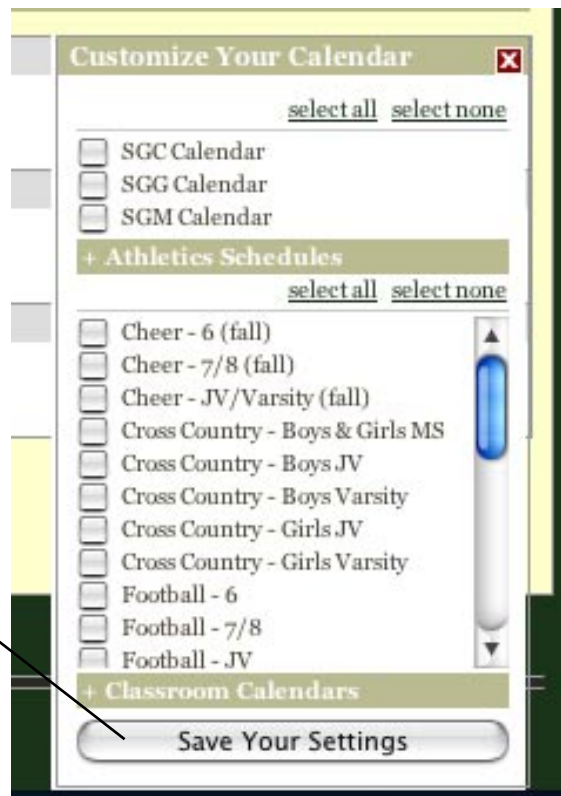 Customize Your Calendar
select all select none
SGC Calendar
SGG Calendar
SGM Calendar
+ Athletics Schedules
select all select none
Cheer - 6 (fall)
Cheer - 7/8 (fall)
Cheer - JV/Varsity (fall)
Cross Country - Boys & Girls MS
Cross Country - Boys JV
Cross Country - Boys Varsity
Cross Country - Girls JV
Cross Country - Girls Varsity
Football - 6
Football - 7/8
Football - JV
+ Classroom Calendars
Save Your Settings